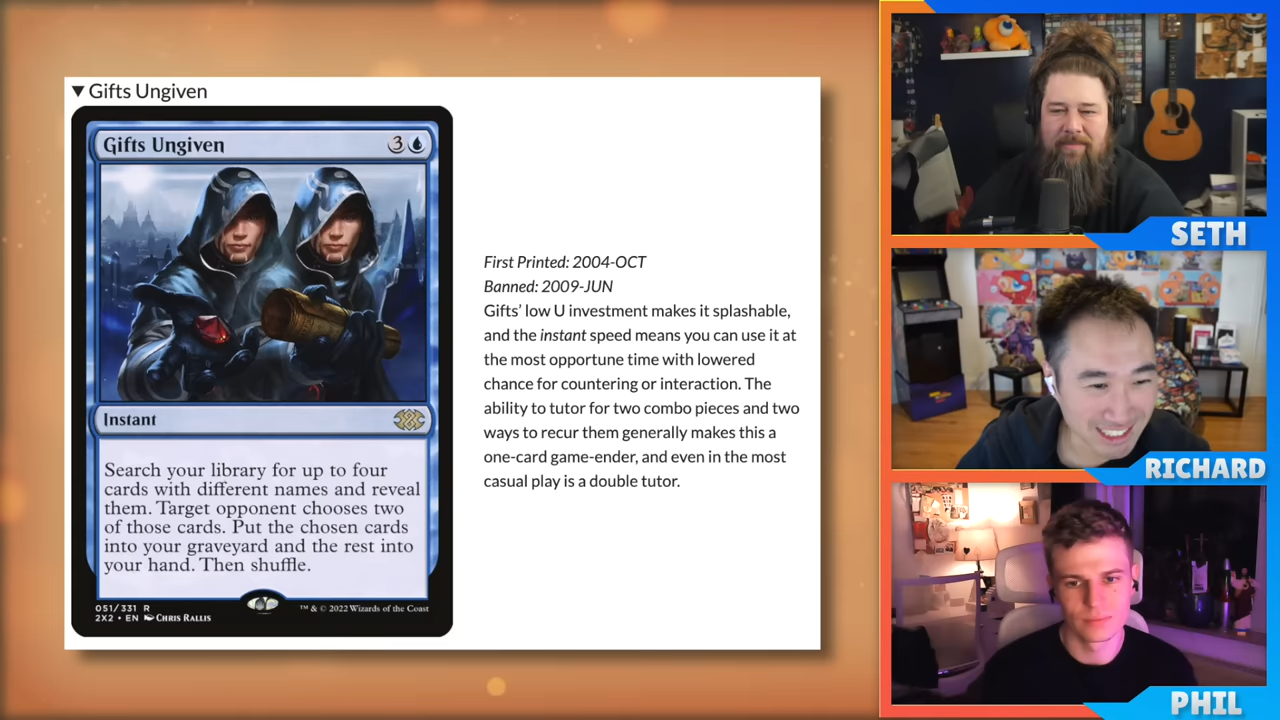 ▼ Gifts Ungiven
Gifts Ungiven
3
Instant
Search your library for up to four
cards with different names and reveal
them. Target opponent chooses two
of those cards. Put the chosen cards
into your graveyard and the rest into
your hand. Then shuffle.
051/331 R
2X2 • EN CHRIS RALLIS
™ & © 2022 Wizards of the Coast
First Printed: 2004-OCT
Banned: 2009-JUN
Gifts’ low U investment makes it splashable,
and the instant speed means you can use it at
the most opportune time with lowered
chance for countering or interaction. The
ability to tutor for two combo pieces and two
ways to recur them generally makes this a
one-card game-ender, and even in the most
casual play is a double tutor.
SETH
RICHARD
PHIL